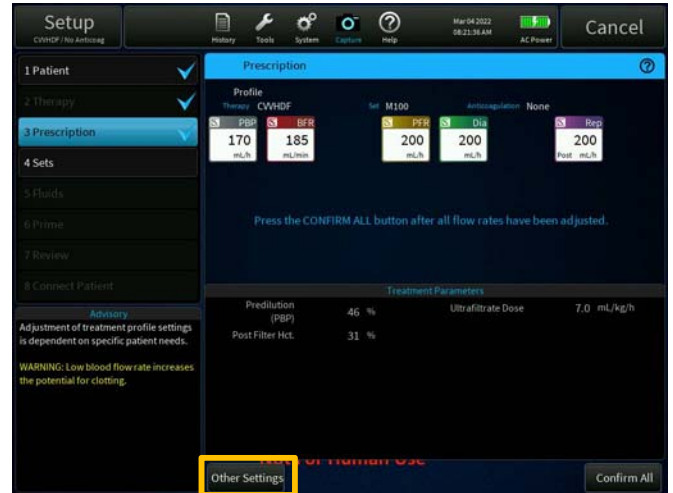 Setup
CVVHDF / No Anticoag
History Tools System Capture Help
Mar 04 2022
08:21:36 AM
AC Power
Cancel
1 Patient
2 Therapy
3 Prescription
4 Sets
5 Fluids
6 Prime
7 Review
8 Connect Patient
Advisory
Adjustment of treatment profile settings
is dependent on specific patient needs.
WARNING: Low blood flow rate increases
the potential for clotting.
Prescription
Profile
Therapy CVVHDF Set M100 Anticoagulation None
S PBP S BFR S PFR S Dia S Rep
170 185 200 200 200
mL/h mL/min mL/h mL/h Post mL/h
Press the CONFIRM ALL button after all flow rates have been adjusted.
Treatment Parameters
Predilution
(PBP) 46 % Ultrafiltrate Dose 7.0 mL/kg/h
Post Filter Hct. 31 %
Not For Human Use
Other Settings Confirm All